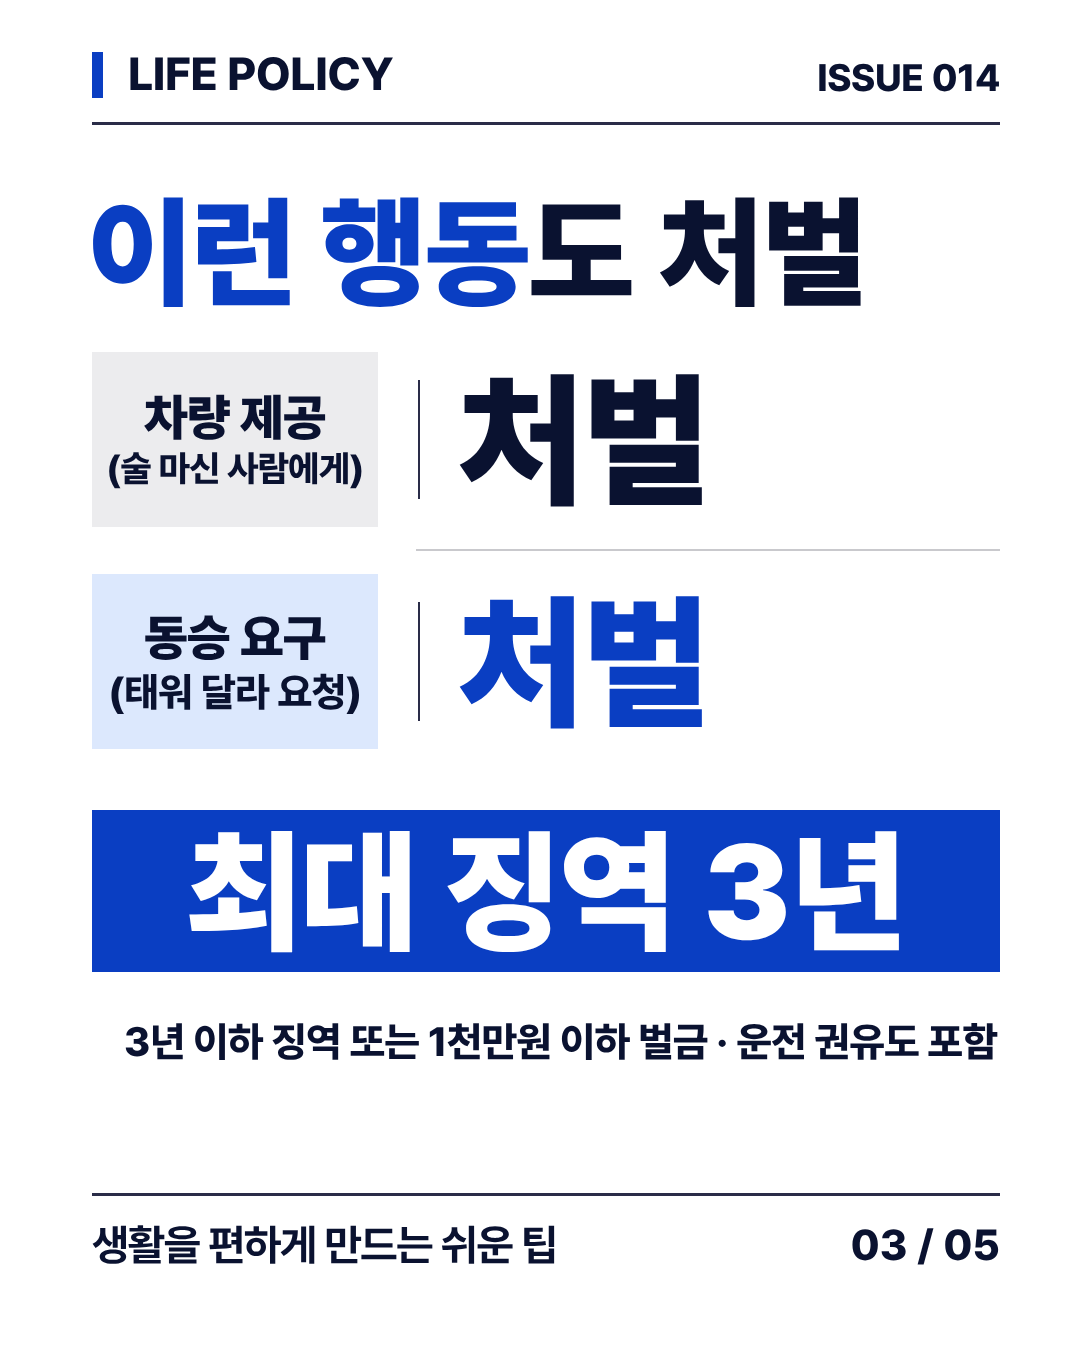 LIFE POLICY
ISSUE 014
이런 행동도 처벌
차량 제공
(술 마신 사람에게)
처벌
동승 요구
(태워 달라 요청)
처벌
최대 징역 3년
3년 이하 징역 또는 1천만원 이하 벌금 · 운전 권유도 포함
생활을 편하게 만드는 쉬운 팁
03 / 05